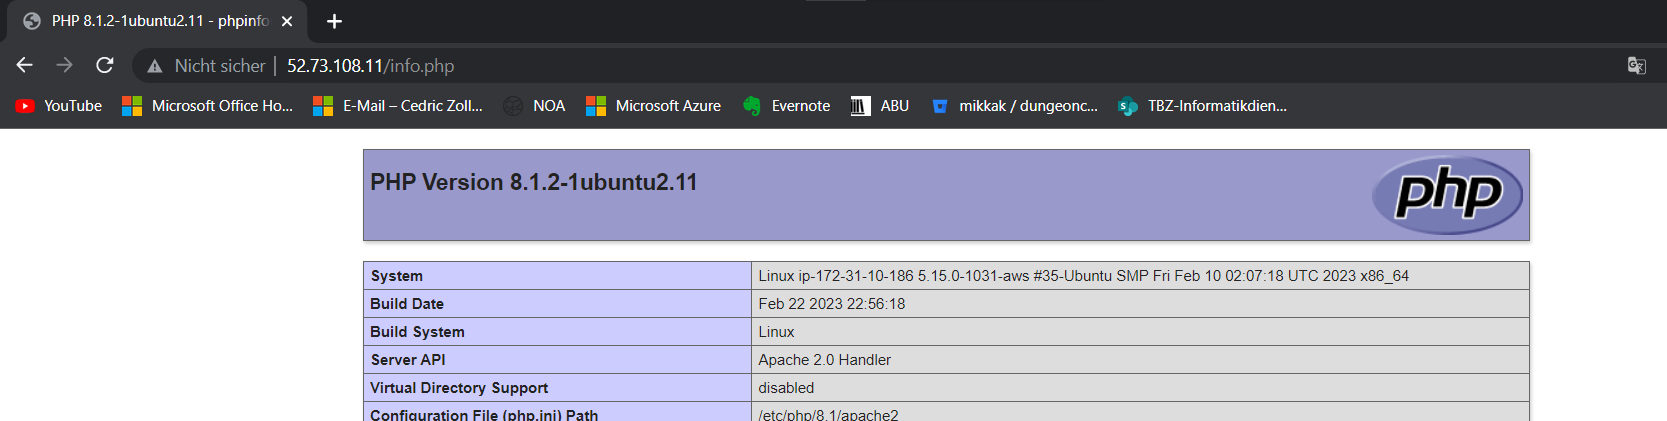 PHP 8.1.2-1ubuntu2.11 - phpinfo
Nicht sicher | 52.73.108.11/info.php
YouTube Microsoft Office Ho... E-Mail – Cedric Zoll... NOA Microsoft Azure Evernote ABU mikkak / dungeonc... TBZ-Informatikdien...
PHP Version 8.1.2-1ubuntu2.11
php
System Linux ip-172-31-10-186 5.15.0-1031-aws #35-Ubuntu SMP Fri Feb 10 02:07:18 UTC 2023 x86_64
Build Date Feb 22 2023 22:56:18
Build System Linux
Server API Apache 2.0 Handler
Virtual Directory Support disabled
Configuration File (php.ini) Path /etc/php/8.1/apache2